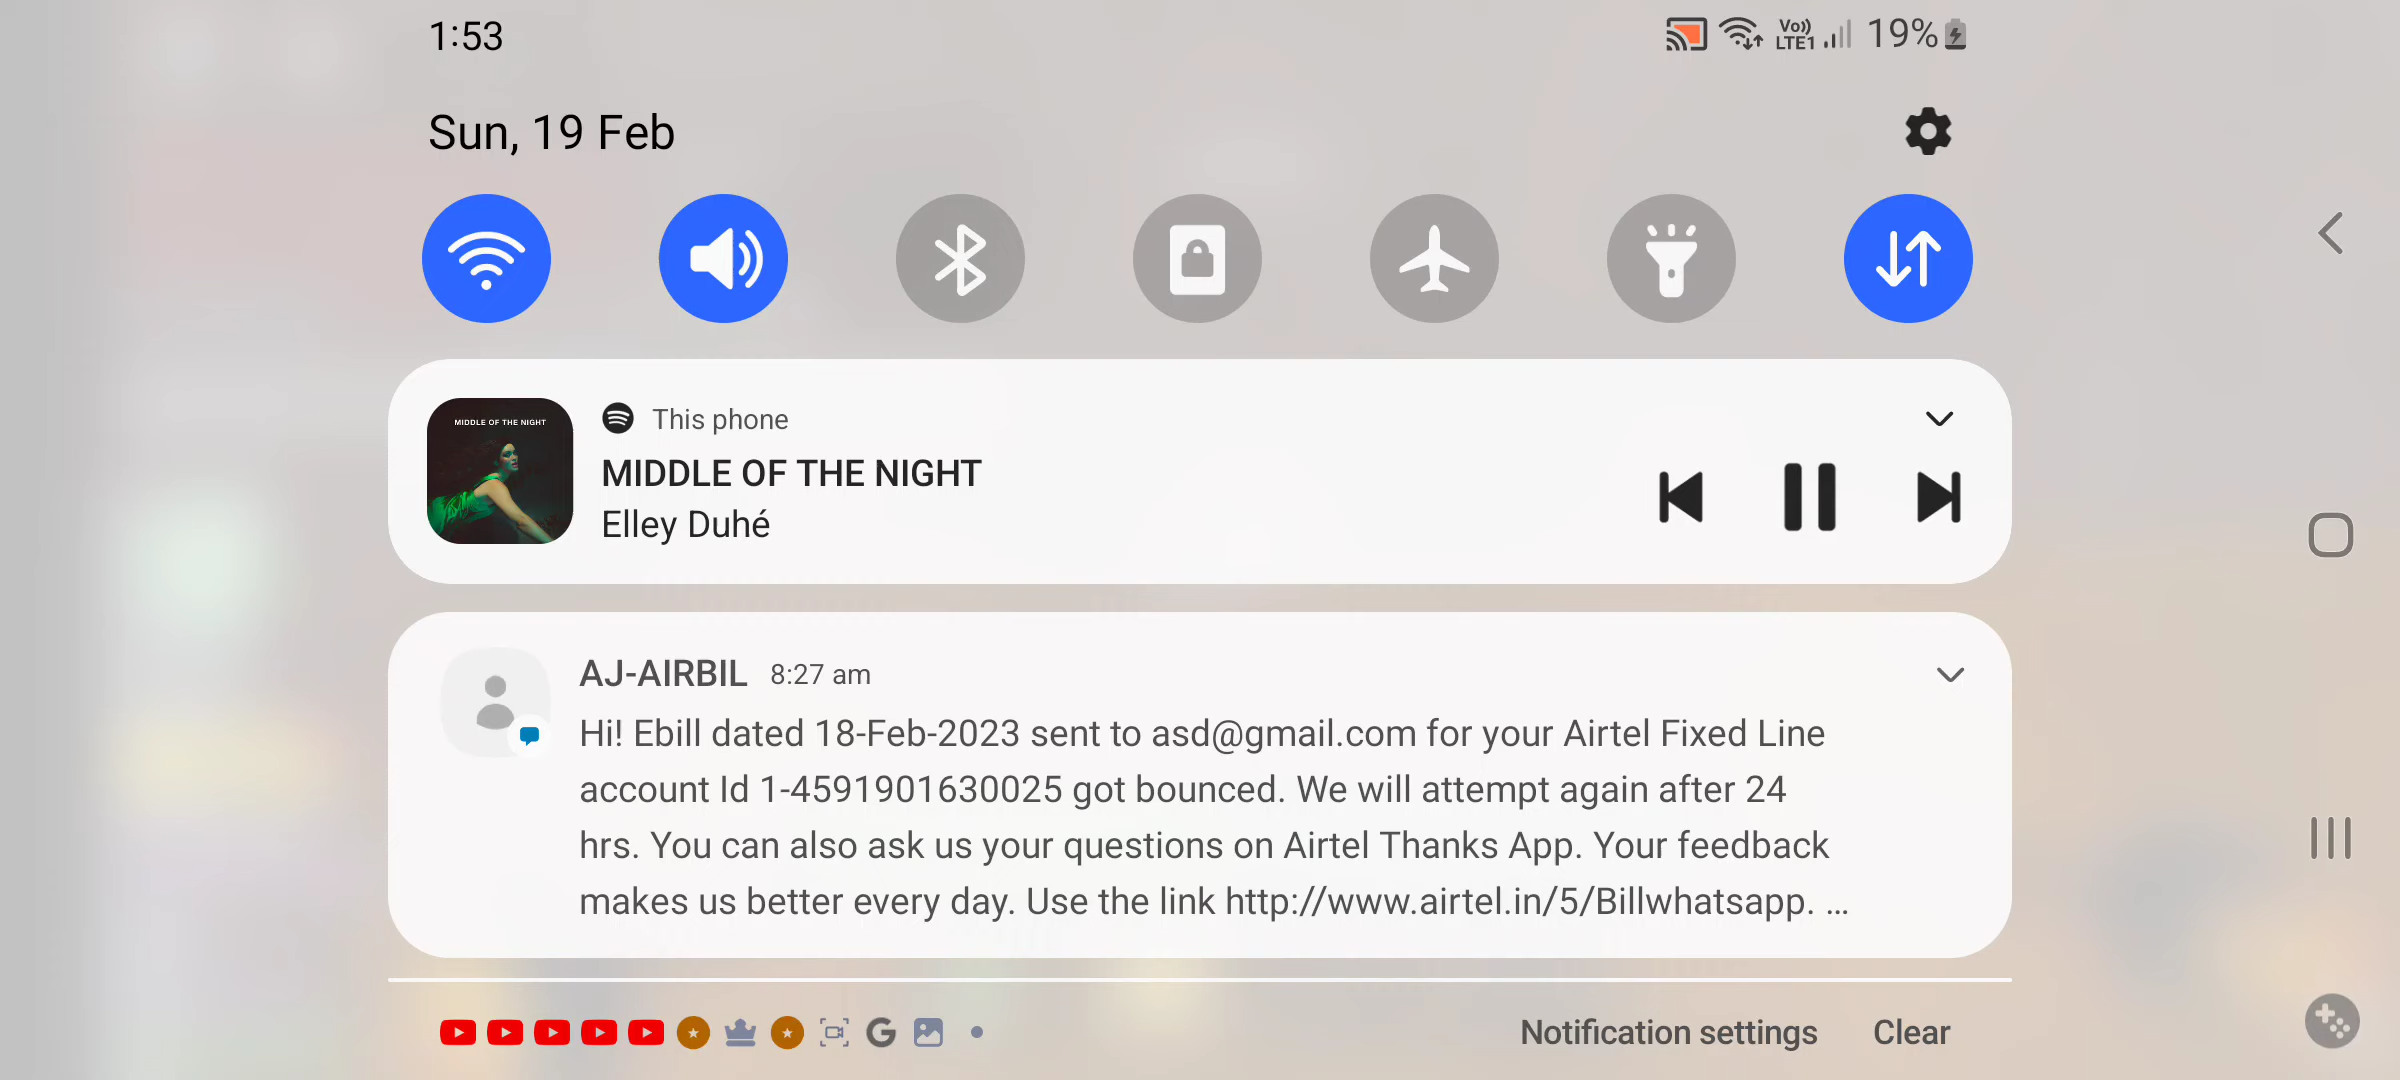 1:53
Vo))
LTE1
19%
Sun, 19 Feb
MIDDLE OF THE NIGHT
This phone
MIDDLE OF THE NIGHT
Elley Duhé
AJ-AIRBIL 8:27 am
Hi! Ebill dated 18-Feb-2023 sent to asd@gmail.com for your Airtel Fixed Line
account Id 1-4591901630025 got bounced. We will attempt again after 24
hrs. You can also ask us your questions on Airtel Thanks App. Your feedback
makes us better every day. Use the link http://www.airtel.in/5/Billwhatsapp. ...
G
Notification settings Clear